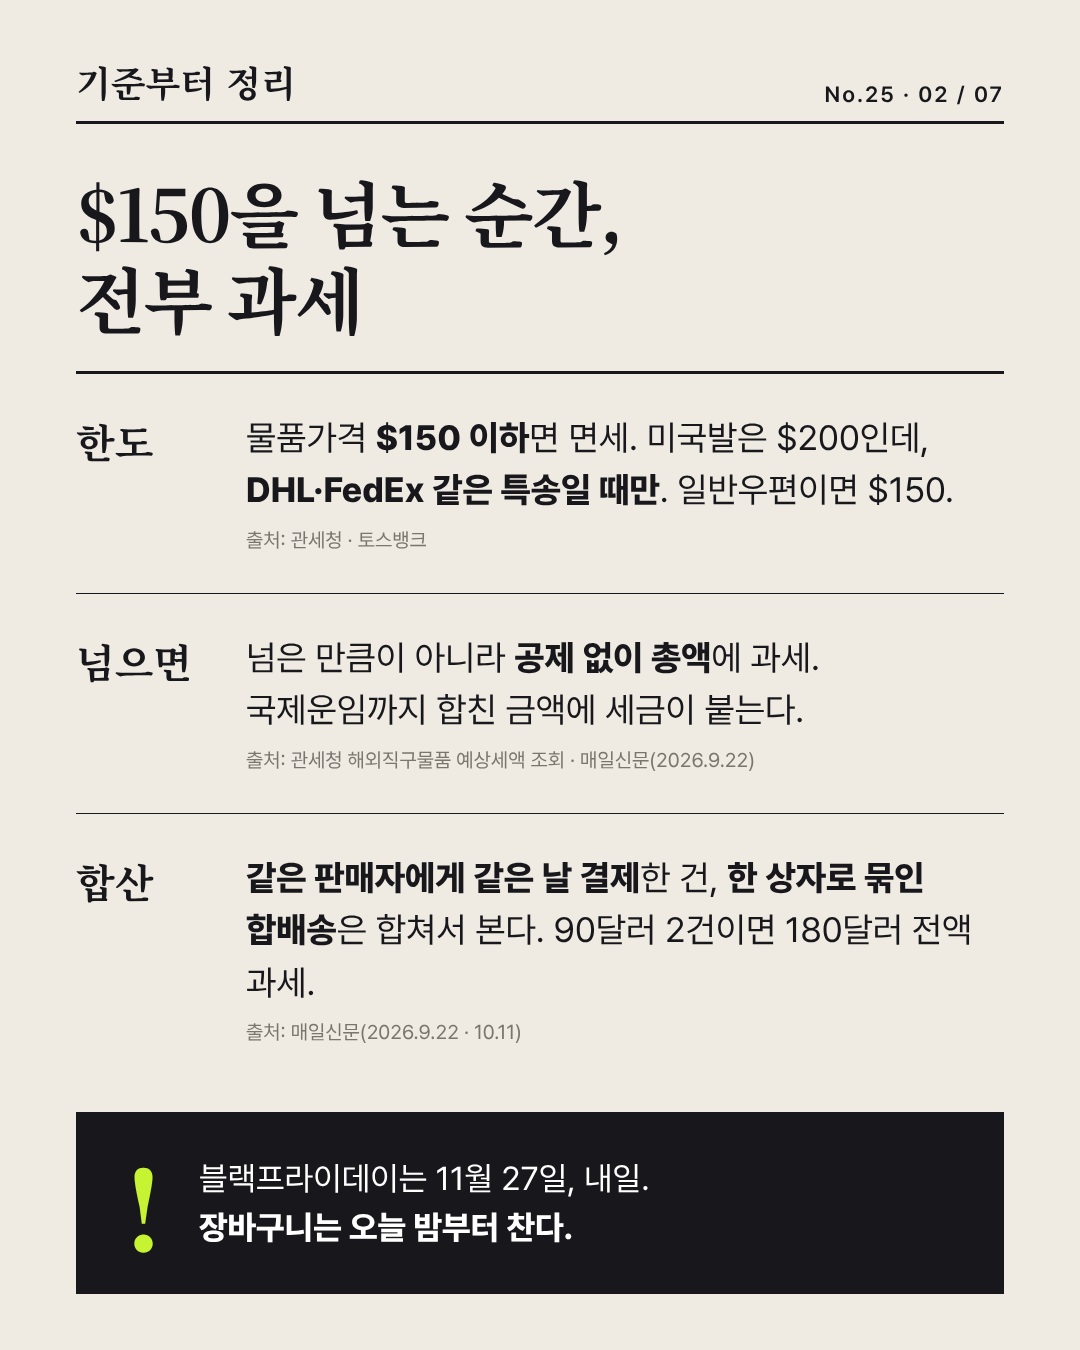 기준부터 정리
No.25 · 02 / 07
$150을 넘는 순간,
전부 과세
한도
물품가격 $150 이하면 면세. 미국발은 $200인데,
DHL·FedEx 같은 특송일 때만. 일반우편이면 $150.
출처: 관세청 · 토스뱅크
넘으면
넘은 만큼이 아니라 공제 없이 총액에 과세.
국제운임까지 합친 금액에 세금이 붙는다.
출처: 관세청 해외직구물품 예상세액 조회 · 매일신문(2026.9.22)
합산
같은 판매자에게 같은 날 결제한 건, 한 상자로 묶인
합배송은 합쳐서 본다. 90달러 2건이면 180달러 전액
과세.
출처: 매일신문(2026.9.22 · 10.11)
!
블랙프라이데이는 11월 27일, 내일.
장바구니는 오늘 밤부터 찬다.